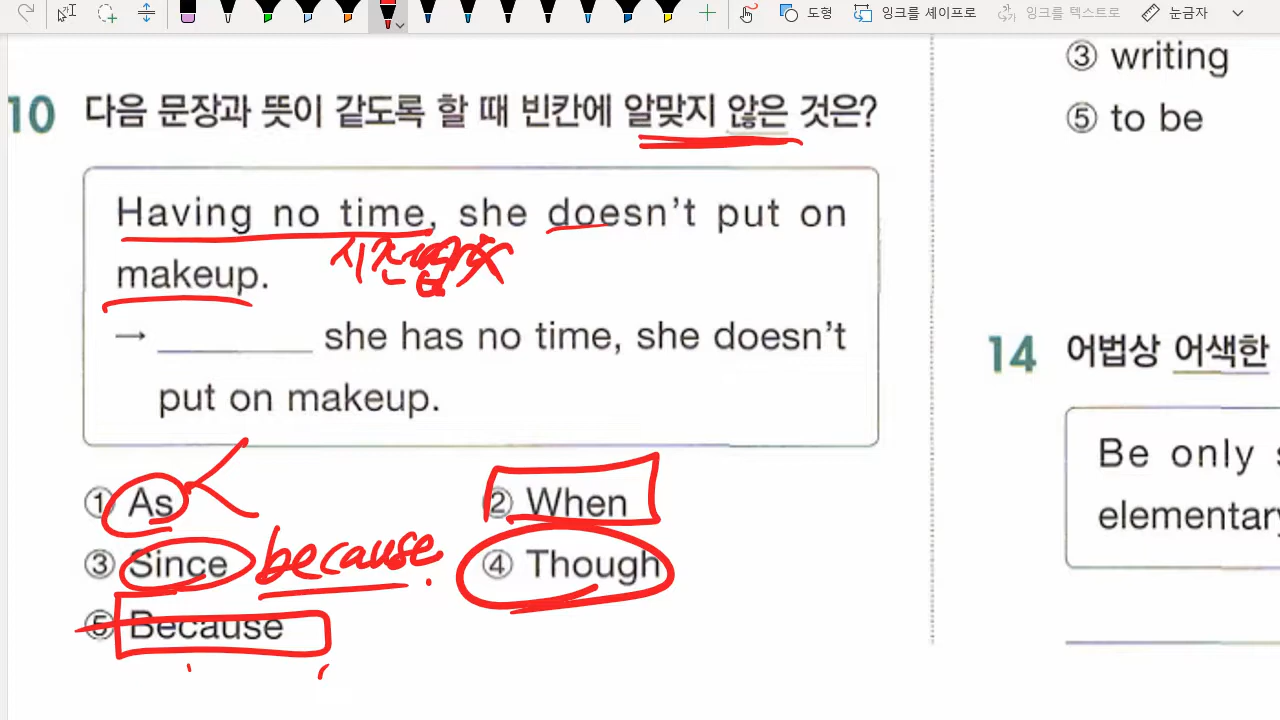 도형
잉크를 셰이프로
잉크를 텍스트로
눈금자
10 다음 문장과 뜻이 같도록 할 때 빈칸에 알맞지 않은 것은?
Having no time, she doesn't put on
makeup.
→ ________ she has no time, she doesn't
put on makeup.
① As
② When
③ Since
because
④ Though
⑤ Because
③ writing
⑤ to be
14 어법상 어색한
Be only
elementary